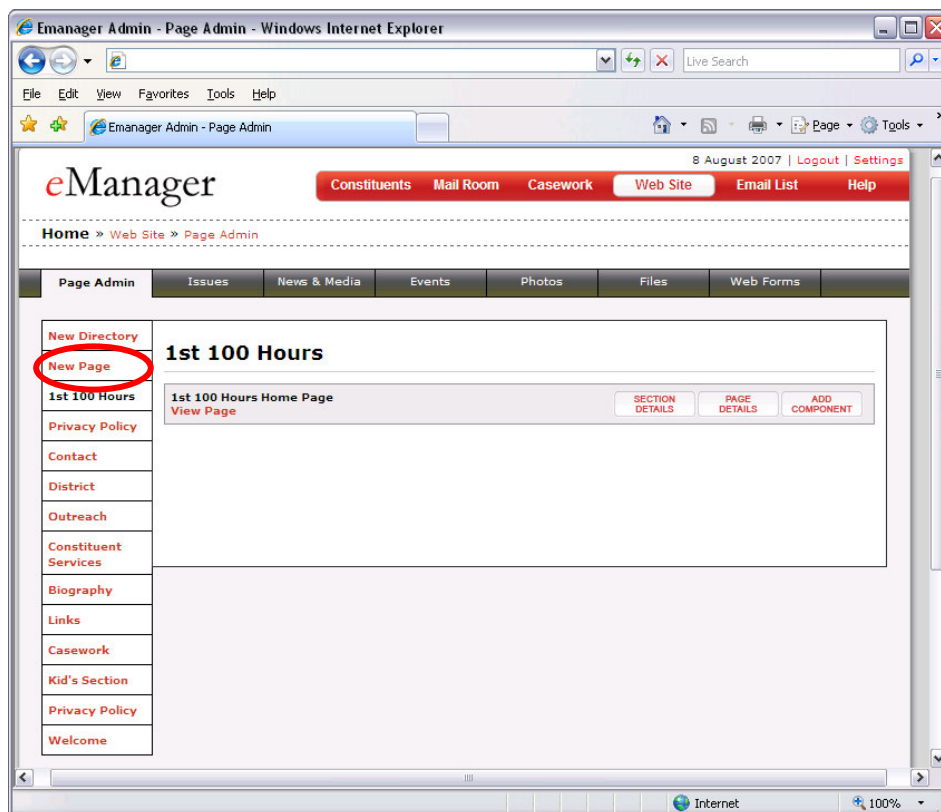 Emanager Admin - Page Admin - Windows Internet Explorer
Live Search
File Edit View Favorites Tools Help
Emanager Admin - Page Admin
Page Tools
8 August 2007 | Logout | Settings
eManager
Constituents Mail Room Casework Web Site Email List Help
Home » Web Site » Page Admin
Page Admin Issues News & Media Events Photos Files Web Forms
New Directory
New Page
1st 100 Hours
Privacy Policy
Contact
District
Outreach
Constituent
Services
Biography
Links
Casework
Kid's Section
Privacy Policy
Welcome
1st 100 Hours
1st 100 Hours Home Page
View Page
SECTION
DETAILS
PAGE
DETAILS
ADD
COMPONENT
Internet
100%